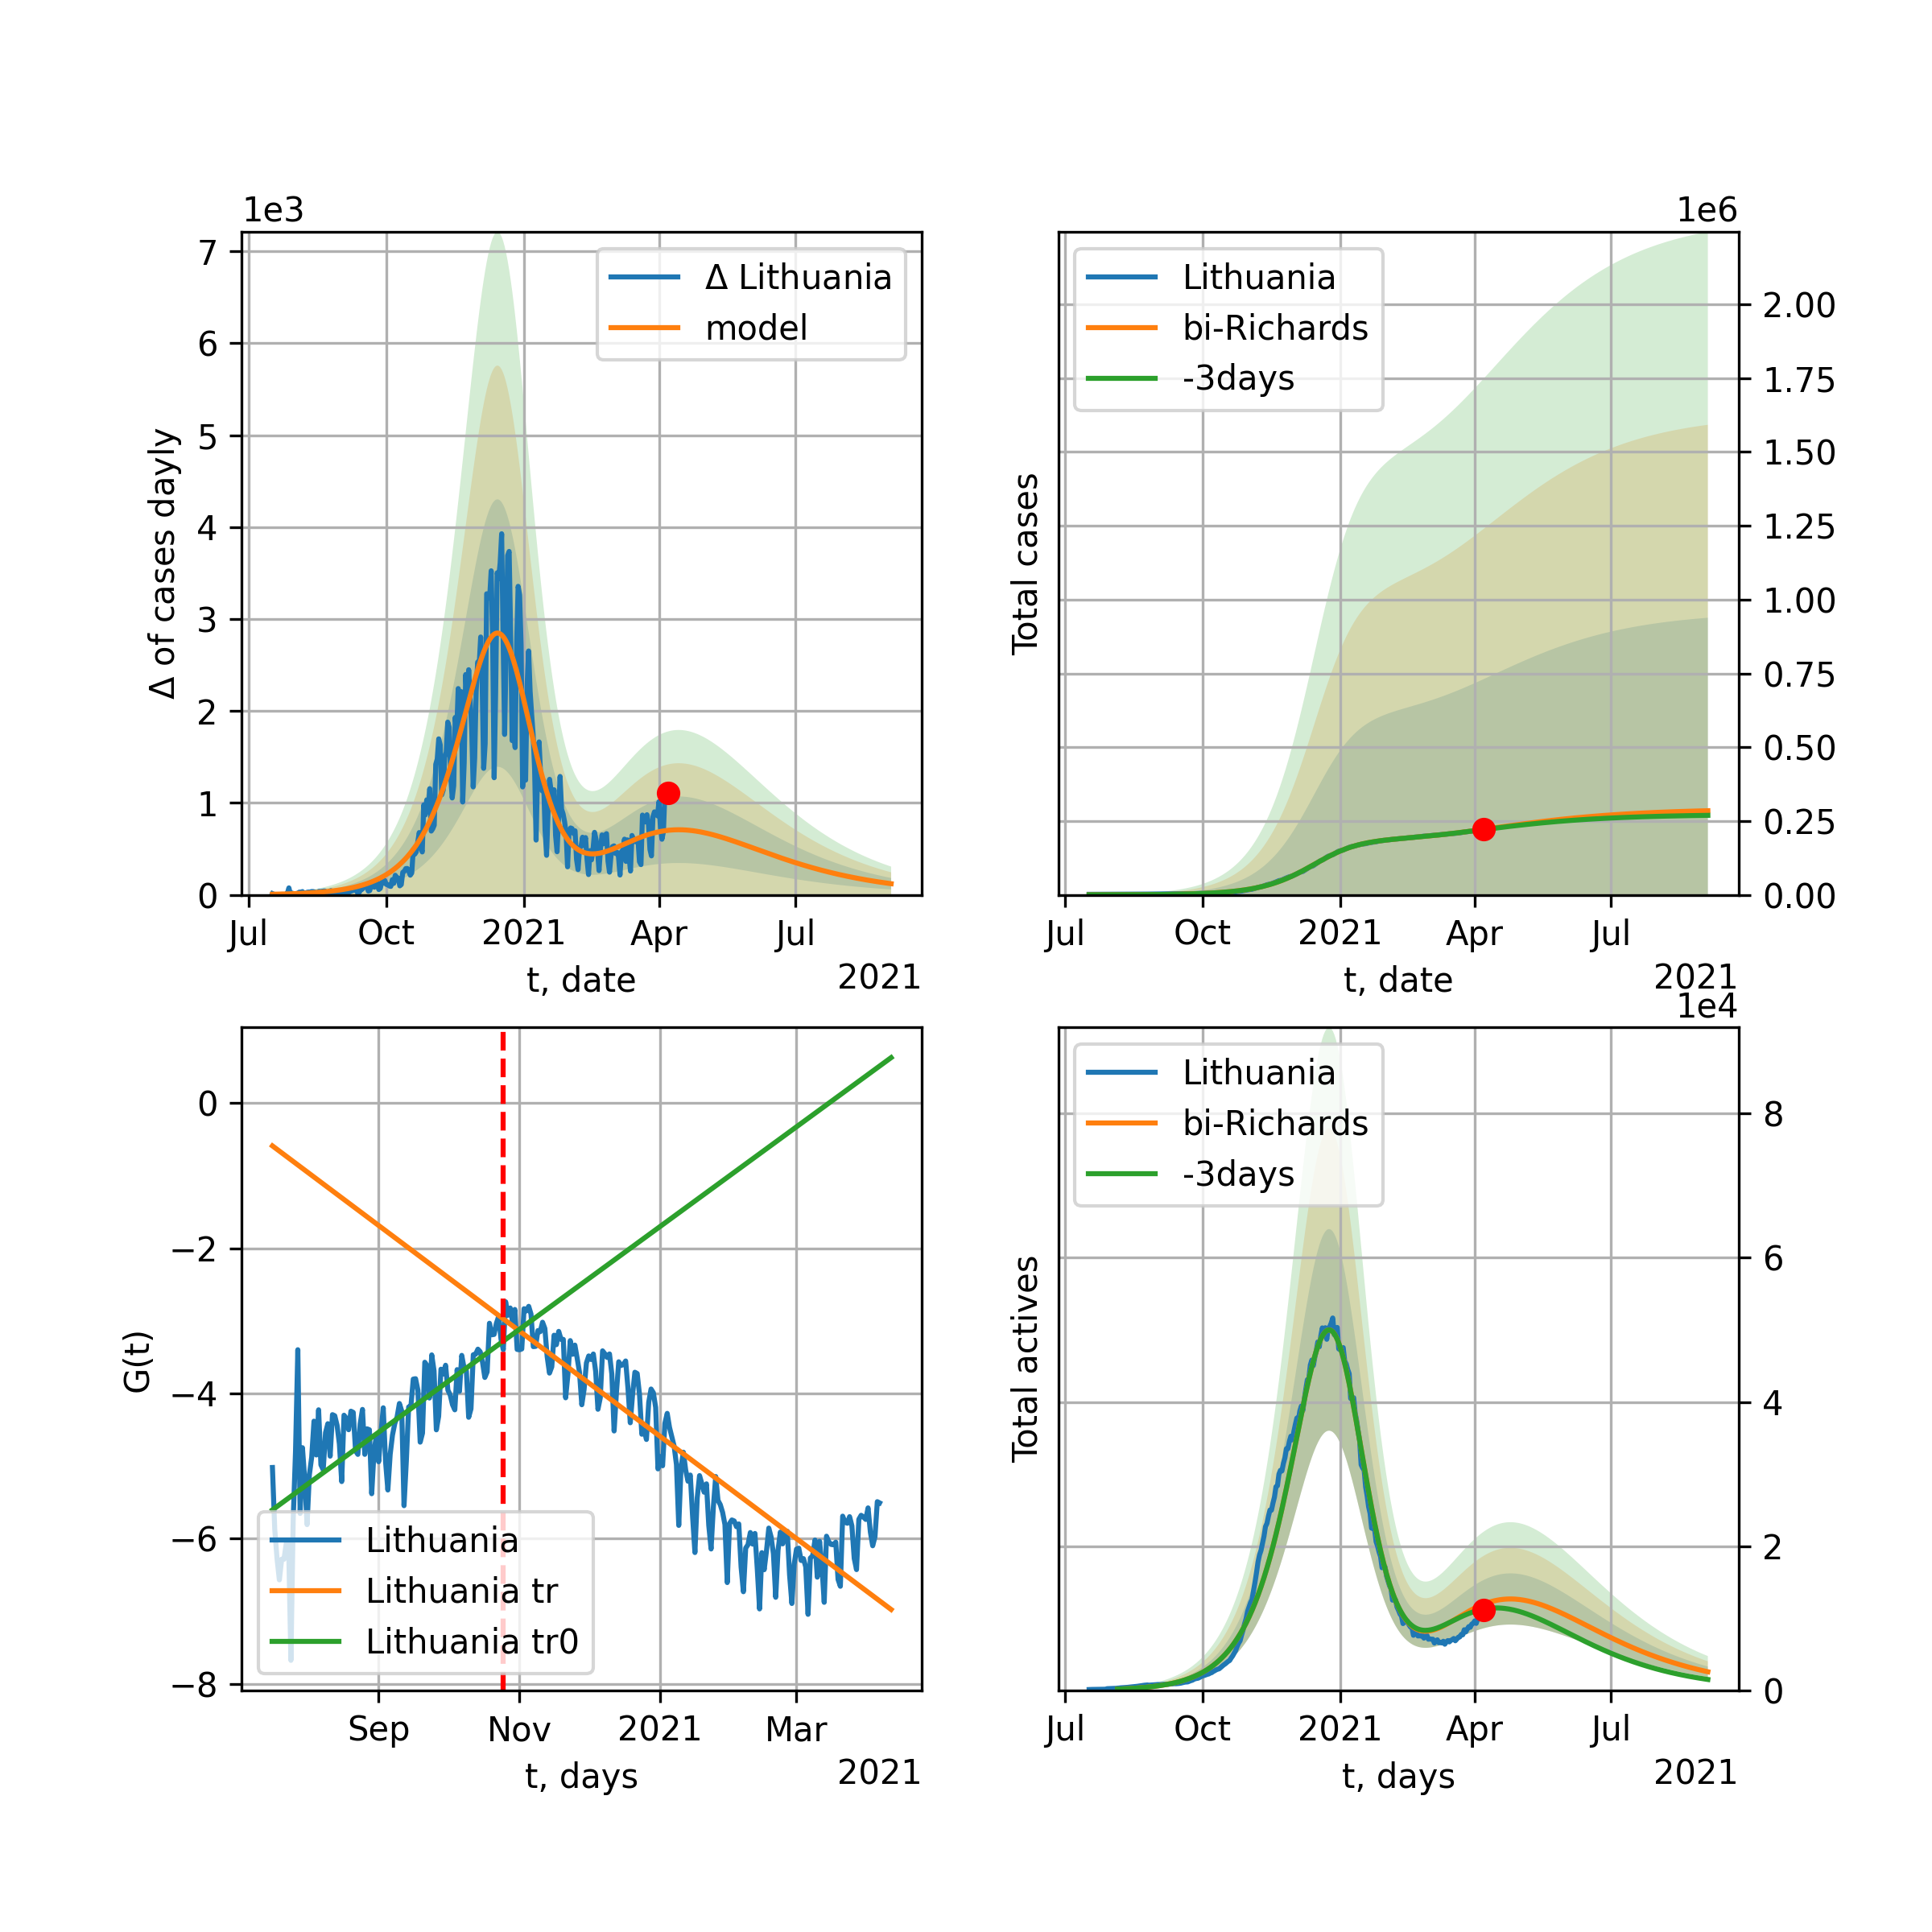 1e3
7
6
5
4
3
2
1
0
Δ of cases dayly
Δ Lithuania
model
Jul
Oct
2021
Apr
Jul
t, date
2021
1e6
Lithuania
bi-Richards
-3days
Total cases
2.00
1.75
1.50
1.25
1.00
0.75
0.50
0.25
0.00
Jul
Oct
2021
Apr
Jul
t, date
2021
0
−2
−4
−6
−8
G(t)
Lithuania
Lithuania tr
Lithuania tr0
Sep
Nov
2021
Mar
t, days
2021
1e4
Lithuania
bi-Richards
-3days
Total actives
8
6
4
2
0
Jul
Oct
2021
Apr
Jul
t, days
2021